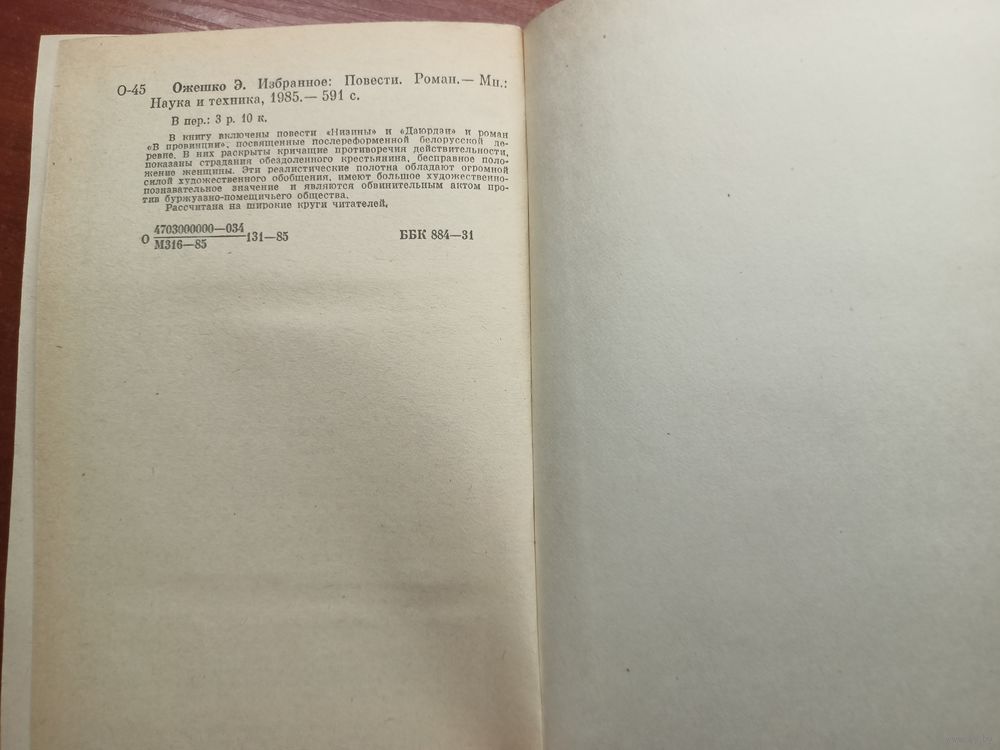 О-45 Ожешко Э. Избранное: Повести. Роман.— Мн.:
Наука и техника, 1985.— 591 с.
В пер.: 3 р. 10 к.
В книгу включены повести «Низины» и «Дзюрдзи» и роман
«В провинции», посвященные послереформенной белорусской де-
ревне. В них раскрыты кричащие противоречия действительности,
показаны страдания обездоленного крестьянина, бесправное поло-
жение женщины. Эти реалистические полотна обладают огромной
силой художественного обобщения, имеют большое художественно-
познавательное значение и являются обвинительным актом про-
тив буржуазно-помещичьего общества.
Рассчитана на широкие круги читателей.
О 4703000000—034
М316—85 131—85 ББК 884—31